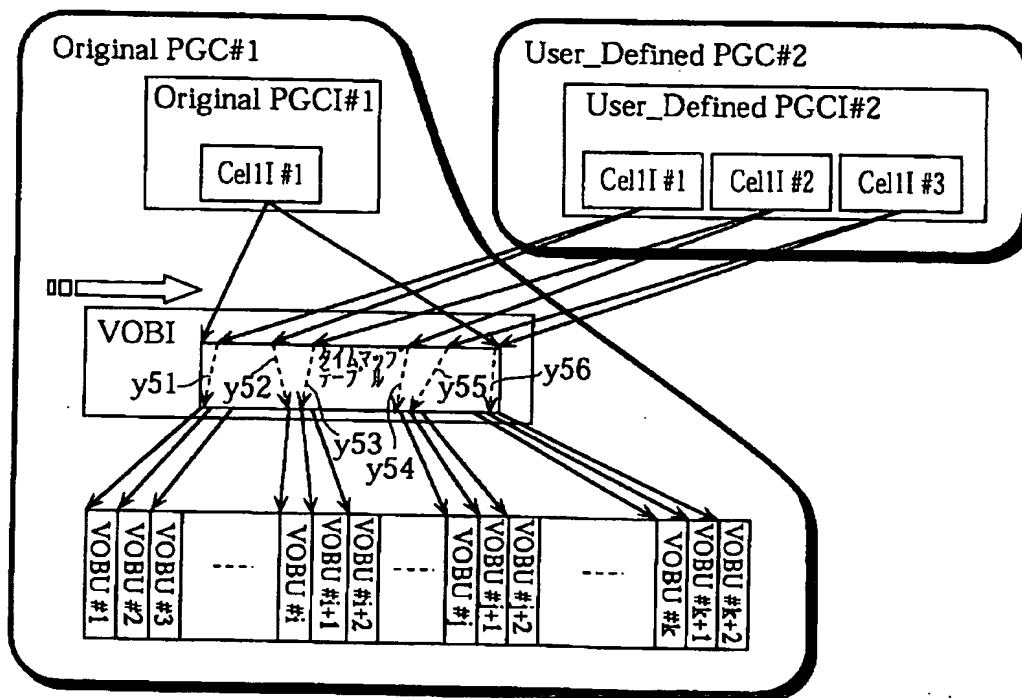 Original PGC#1
User_Defined PGC#2
Original PGCI#1
User_Defined PGCI#2
CellI #1
CellI #1
CellI #2
CellI #3
VOBI
タイムマップ
テーブル
y51
y52
y53
y54
y55
y56
VOBU #1
VOBU #2
VOBU #3
VOBU #i
VOBU #i+1
VOBU #i+2
VOBU #j
VOBU #j+1
VOBU #j+2
VOBU #k
VOBU #k+1
VOBU #k+2